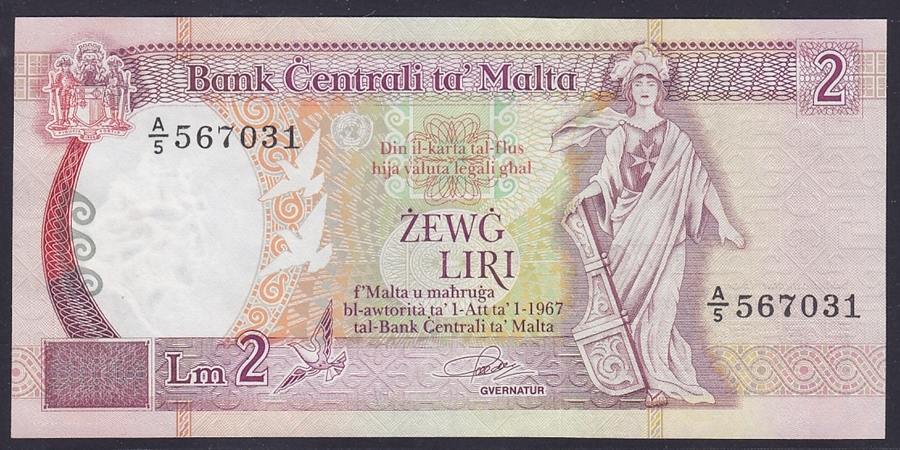 Bank Ċentrali ta' Malta
2
A/5 567031
Din il-karta tal-flus
hija valuta legali għal
ŻEWĠ
LIRI
f'Malta u maħruġa
bl-awtorità ta' l-Att ta' l-1967
tal-Bank Ċentrali ta' Malta
A/5 567031
Lm 2
GVERNATUR